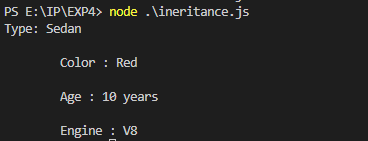 PS E:\IP\EXP4> node .\ineritance.js
Type: Sedan
Color : Red
Age : 10 years
Engine : V8